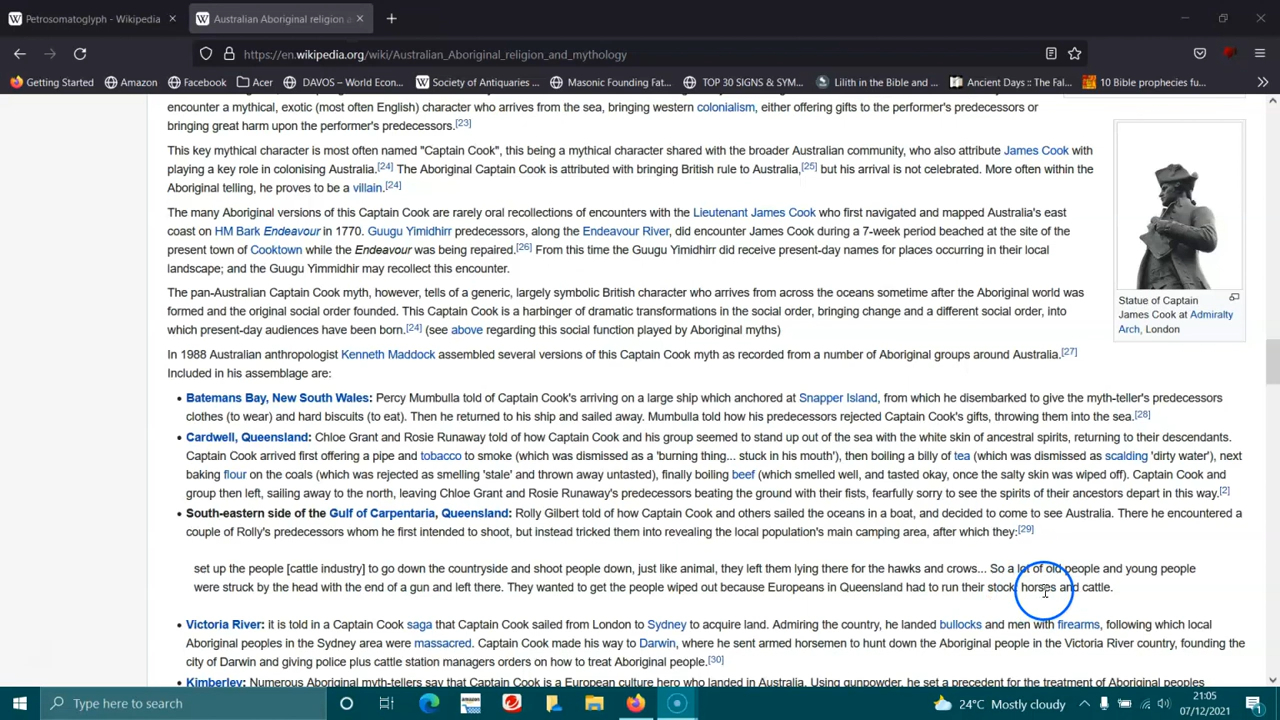 Petrosomatoglyph - Wikipedia
Australian Aboriginal religion
https://en.wikipedia.org/wiki/Australian_Aboriginal_religion_and_mythology
Getting Started Amazon Facebook Acer DAVOS – World Econ... Society of Antiquaries ... Masonic Founding Fat... TOP 30 SIGNS & SYM... Lilith in the Bible and ... Ancient Days :: The Fal... 10 Bible prophecies fu...
encounter a mythical, exotic (most often English) character who arrives from the sea, bringing western colonialism, either offering gifts to the performer's predecessors or
bringing great harm upon the performer's predecessors.[23]
This key mythical character is most often named "Captain Cook", this being a mythical character shared with the broader Australian community, who also attribute James Cook with
playing a key role in colonising Australia.[24] The Aboriginal Captain Cook is attributed with bringing British rule to Australia,[25] but his arrival is not celebrated. More often within the
Aboriginal telling, he proves to be a villain.[24]
The many Aboriginal versions of this Captain Cook are rarely oral recollections of encounters with the Lieutenant James Cook who first navigated and mapped Australia's east
coast on HM Bark Endeavour in 1770. Guugu Yimidhirr predecessors, along the Endeavour River, did encounter James Cook during a 7-week period beached at the site of the
present town of Cooktown while the Endeavour was being repaired.[26] From this time the Guugu Yimidhirr did receive present-day names for places occurring in their local
landscape; and the Guugu Yimmidhir may recollect this encounter.
The pan-Australian Captain Cook myth, however, tells of a generic, largely symbolic British character who arrives from across the oceans sometime after the Aboriginal world was
formed and the original social order founded. This Captain Cook is a harbinger of dramatic transformations in the social order, bringing change and a different social order, into
which present-day audiences have been born.[24] (see above regarding this social function played by Aboriginal myths)
Statue of Captain
James Cook at Admiralty
Arch, London
In 1988 Australian anthropologist Kenneth Maddock assembled several versions of this Captain Cook myth as recorded from a number of Aboriginal groups around Australia.[27]
Included in his assemblage are:
• Batemans Bay, New South Wales: Percy Mumbulla told of Captain Cook's arriving on a large ship which anchored at Snapper Island, from which he disembarked to give the myth-teller's predecessors
clothes (to wear) and hard biscuits (to eat). Then he returned to his ship and sailed away. Mumbulla told how his predecessors rejected Captain Cook's gifts, throwing them into the sea.[28]
• Cardwell, Queensland: Chloe Grant and Rosie Runaway told of how Captain Cook and his group seemed to stand up out of the sea with the white skin of ancestral spirits, returning to their descendants.
Captain Cook arrived first offering a pipe and tobacco to smoke (which was dismissed as a 'burning thing... stuck in his mouth'), then boiling a billy of tea (which was dismissed as scalding 'dirty water'), next
baking flour on the coals (which was rejected as smelling 'stale' and thrown away untasted), finally boiling beef (which smelled well, and tasted okay, once the salty skin was wiped off). Captain Cook and
group then left, sailing away to the north, leaving Chloe Grant and Rosie Runaway's predecessors beating the ground with their fists, fearfully sorry to see the spirits of their ancestors depart in this way.[2]
• South-eastern side of the Gulf of Carpentaria, Queensland: Rolly Gilbert told of how Captain Cook and others sailed the oceans in a boat, and decided to come to see Australia. There he encountered a
couple of Rolly's predecessors whom he first intended to shoot, but instead tricked them into revealing the local population's main camping area, after which they:[29]
set up the people [cattle industry] to go down the countryside and shoot people down, just like animal, they left them lying there for the hawks and crows... So a lot of old people and young people
were struck by the head with the end of a gun and left there. They wanted to get the people wiped out because Europeans in Queensland had to run their stock: horses and cattle.
• Victoria River: it is told in a Captain Cook saga that Captain Cook sailed from London to Sydney to acquire land. Admiring the country, he landed bullocks and men with firearms, following which local
Aboriginal peoples in the Sydney area were massacred. Captain Cook made his way to Darwin, where he sent armed horsemen to hunt down the Aboriginal people in the Victoria River country, founding the
city of Darwin and giving police plus cattle station managers orders on how to treat Aboriginal people.[30]
• Kimberley: Numerous Aboriginal myth-tellers say that Captain Cook is a European culture hero who landed in Australia. Using gunpowder, he set a precedent for the treatment of Aboriginal peoples
Type here to search
amazon
24°C Mostly cloudy
21:05
07/12/2021
1